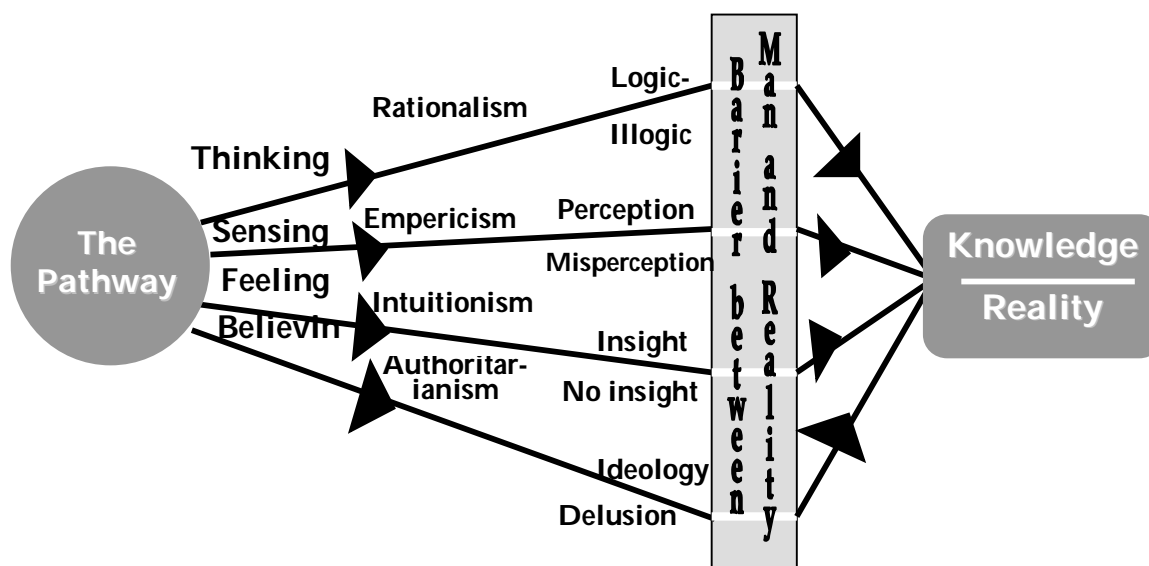 The
Pathway
Thinking
Rationalism
Logic-
Illogic
Sensing
Empericism
Perception
Misperception
Feeling
Intuitionism
Insight
No insight
Believin
Authoritar-
ianism
Ideology
Delusion
Barier between
Man and Reality
Knowledge
Reality